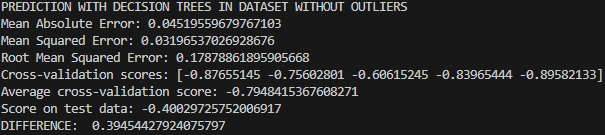 PREDICTION WITH DECISION TREES IN DATASET WITHOUT OUTLIERS
Mean Absolute Error: 0.04519559679767103
Mean Squared Error: 0.03196537026928676
Root Mean Squared Error: 0.17878861895905668
Cross-validation scores: [-0.87655145 -0.75602801 -0.60615245 -0.83965444 -0.89582133]
Average cross-validation score: -0.7948415367608271
Score on test data: -0.40029725752006917
DIFFERENCE:  0.39454427924075797